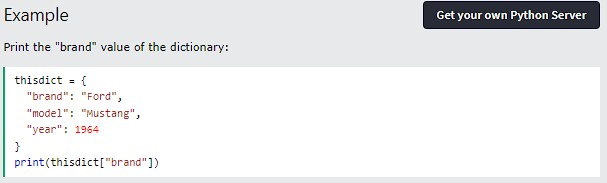 Example
Get your own Python Server
Print the "brand" value of the dictionary:
thisdict = {
  "brand": "Ford",
  "model": "Mustang",
  "year": 1964
}
print(thisdict["brand"])